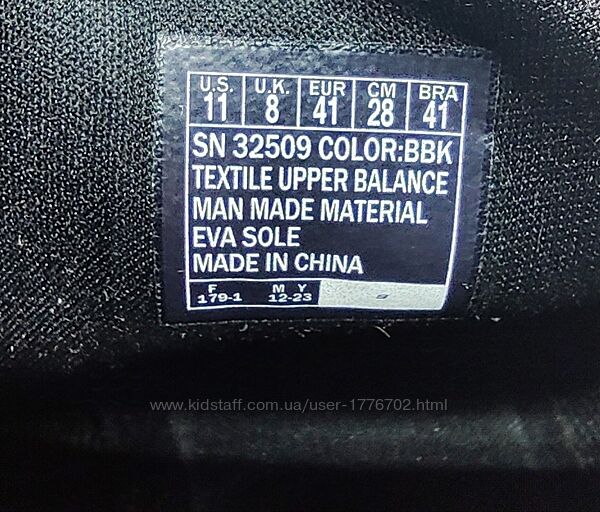 U.S. U.K. EUR CM BRA
11 8 41 28 41
SN 32509 COLOR:BBK
TEXTILE UPPER BALANCE
MAN MADE MATERIAL
EVA SOLE
MADE IN CHINA
F M Y
179-1 12-23
www.kidstaff.com.ua/user-1776702.html